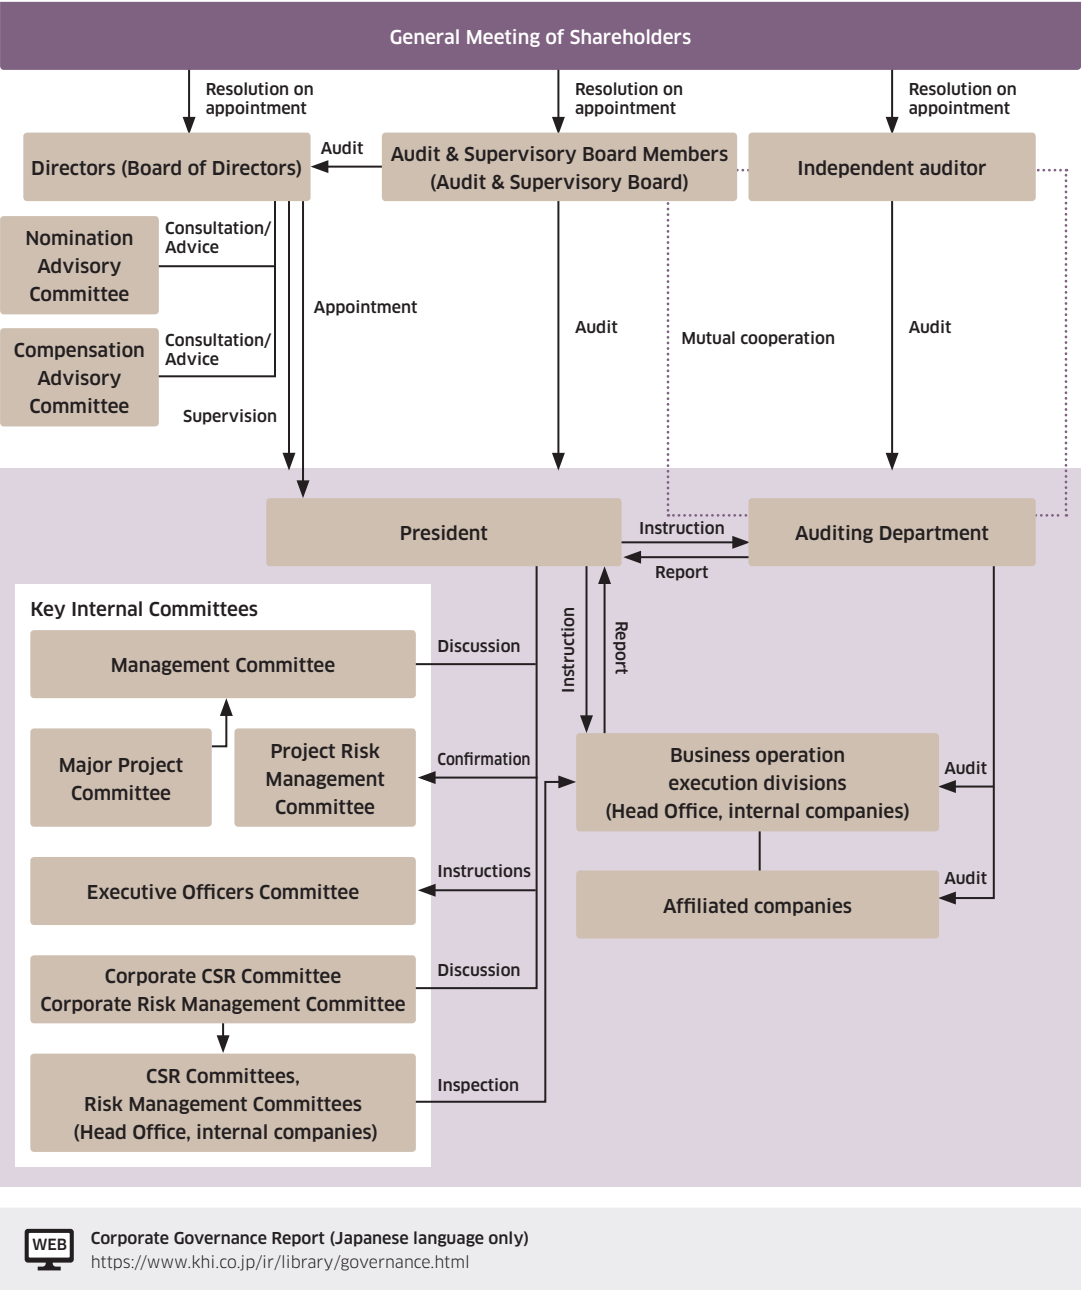 General Meeting of Shareholders
Resolution on
appointment
Resolution on
appointment
Resolution on
appointment
Directors (Board of Directors)
Audit
Audit & Supervisory Board Members
(Audit & Supervisory Board)
Independent auditor
Nomination
Advisory
Committee
Consultation/
Advice
Compensation
Advisory
Committee
Consultation/
Advice
Appointment
Supervision
Audit
Mutual cooperation
Audit
President
Instruction
Report
Auditing Department
Key Internal Committees
Management Committee
Discussion
Instruction
Report
Major Project
Committee
Project Risk
Management
Committee
Confirmation
Business operation
execution divisions
(Head Office, internal companies)
Audit
Executive Officers Committee
Instructions
Affiliated companies
Audit
Corporate CSR Committee
Corporate Risk Management Committee
Discussion
CSR Committees,
Risk Management Committees
(Head Office, internal companies)
Inspection
WEB
Corporate Governance Report (Japanese language only)
https://www.khi.co.jp/ir/library/governance.html